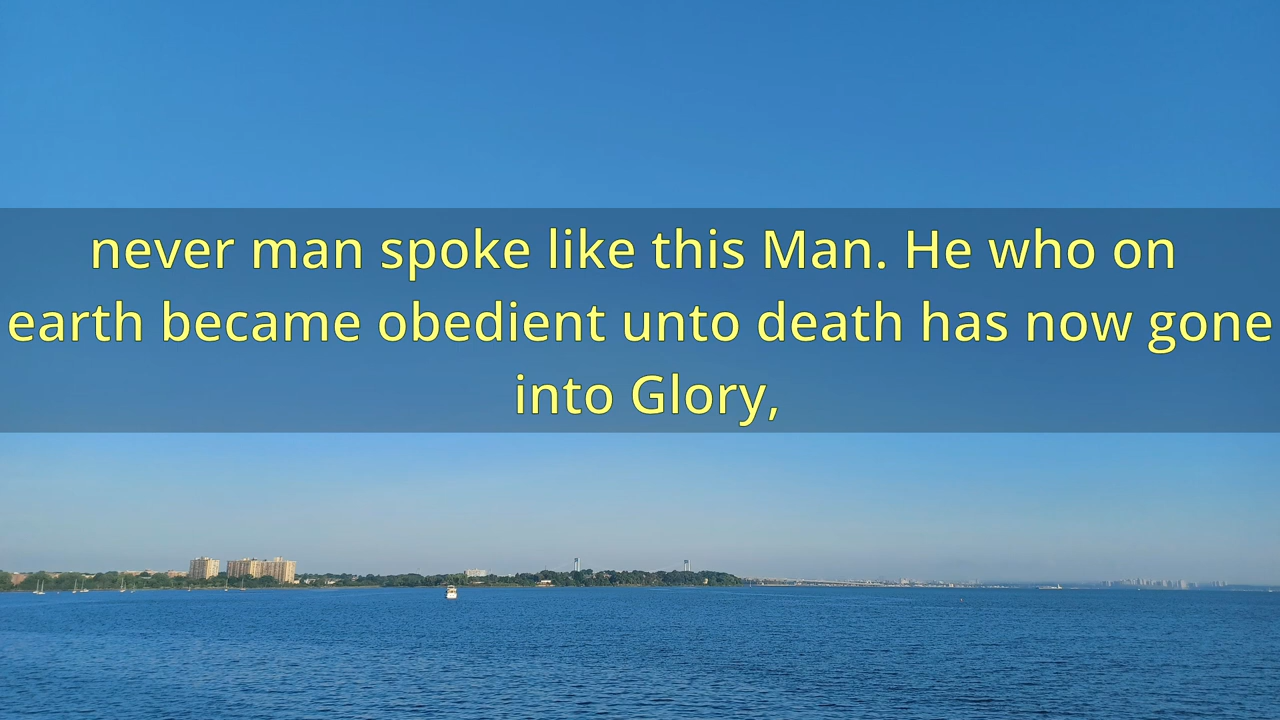 never man spoke like this Man. He who on
earth became obedient unto death has now gone
into Glory,